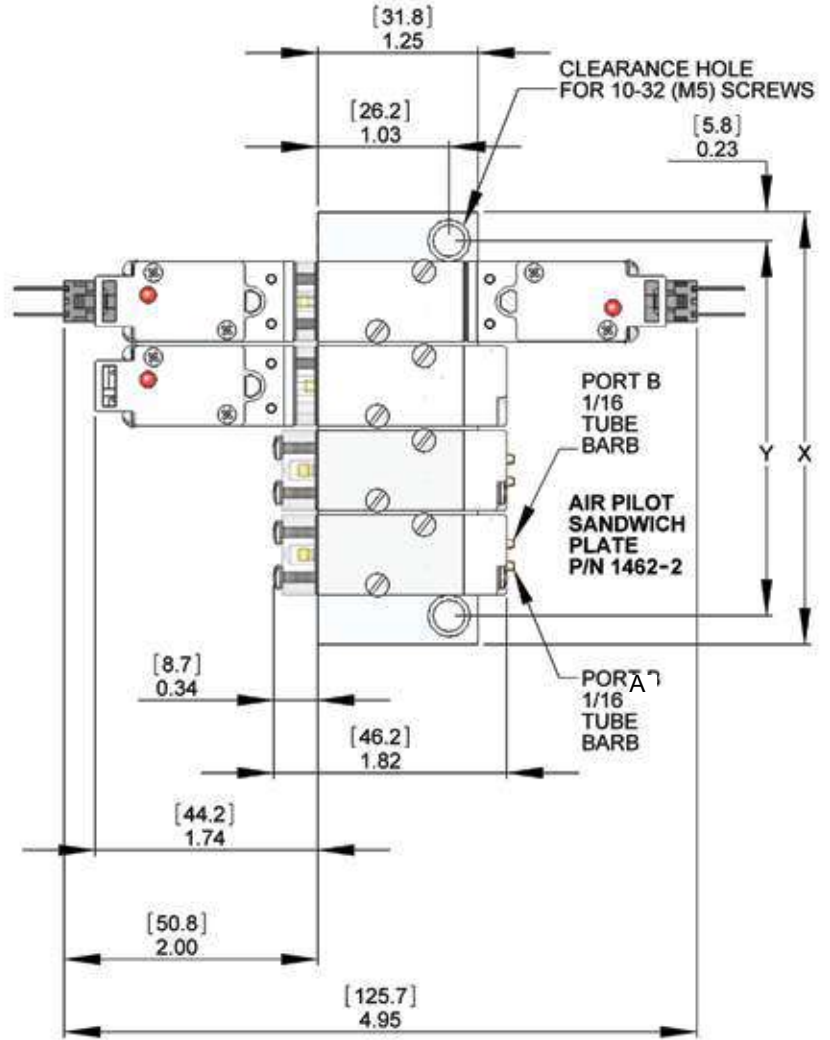 [31.8]
1.25
CLEARANCE HOLE
FOR 10-32 (M5) SCREWS
[26.2]
1.03
[5.8]
0.23
PORT B
1/16
TUBE
BARB
Y
X
AIR PILOT
SANDWICH
PLATE
P/N 1462-2
[8.7]
0.34
PORT A
1/16
TUBE
BARB
[46.2]
1.82
[44.2]
1.74
[50.8]
2.00
[125.7]
4.95